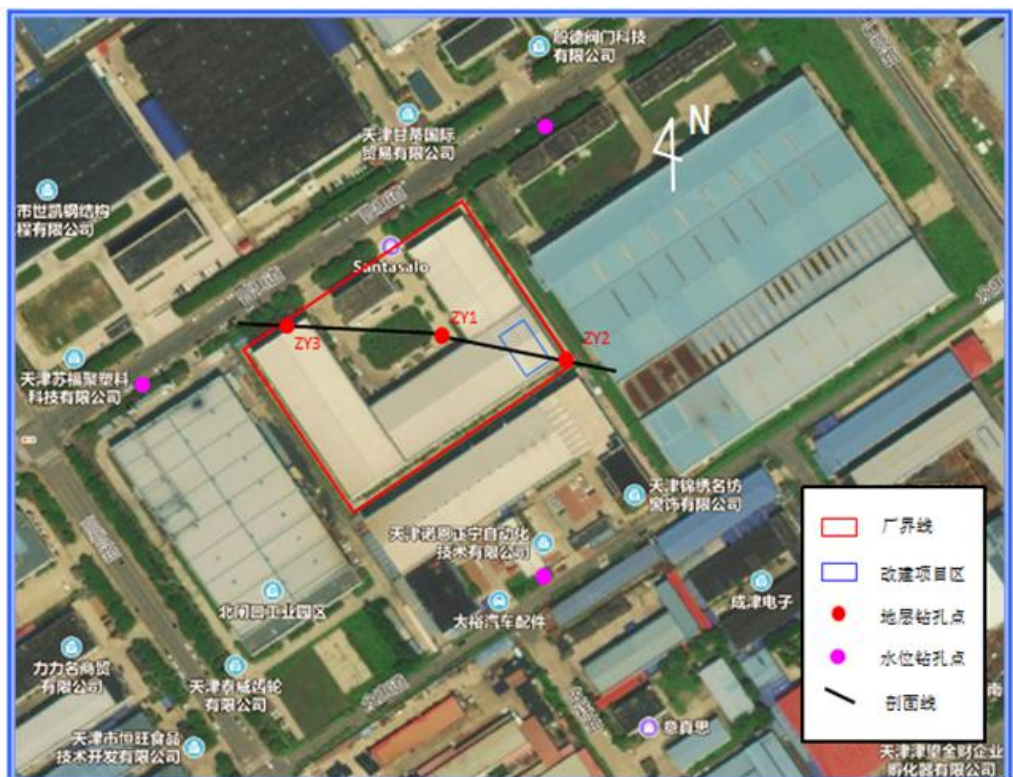 殷德阀门科技
有限公司
天津甘蒂国际
贸易有限公司
N
市世凯钢结构
程有限公司
Santasalo
ZY3
ZY1
ZY2
天津苏福聚塑料
科技有限公司
天津锦绣名坊
窗饰有限公司
天津诺恩正宁自动化
技术有限公司
北闸口工业园区
大裕汽车配件
成津电子
力力名商贸
有限公司
天津泰威齿轮
有限公司
意真思
天津市恒旺食品
技术开发有限公司
厂界线
改建项目区
地层钻孔点
水位钻孔点
剖面线
南
天津津望全财企业
孵化器有限公司